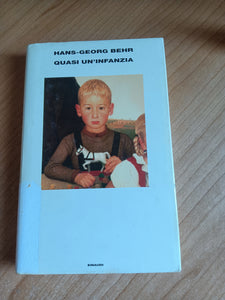 HANS-GEORG BEHR
QUASI UN'INFANZIA
EINAUDI